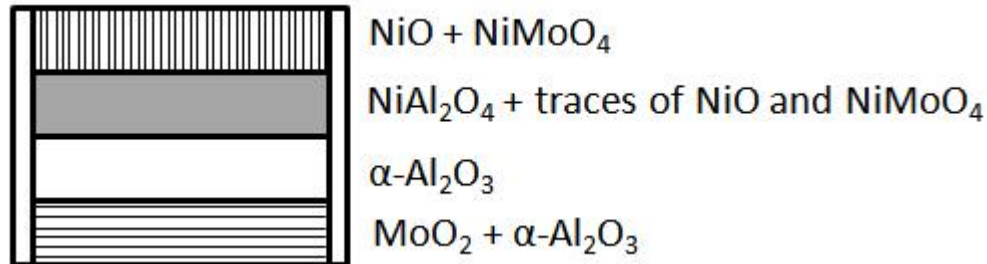 NiO + NiMoO₄
NiAl₂O₄ + traces of NiO and NiMoO₄
α-Al₂O₃
MoO₂ + α-Al₂O₃